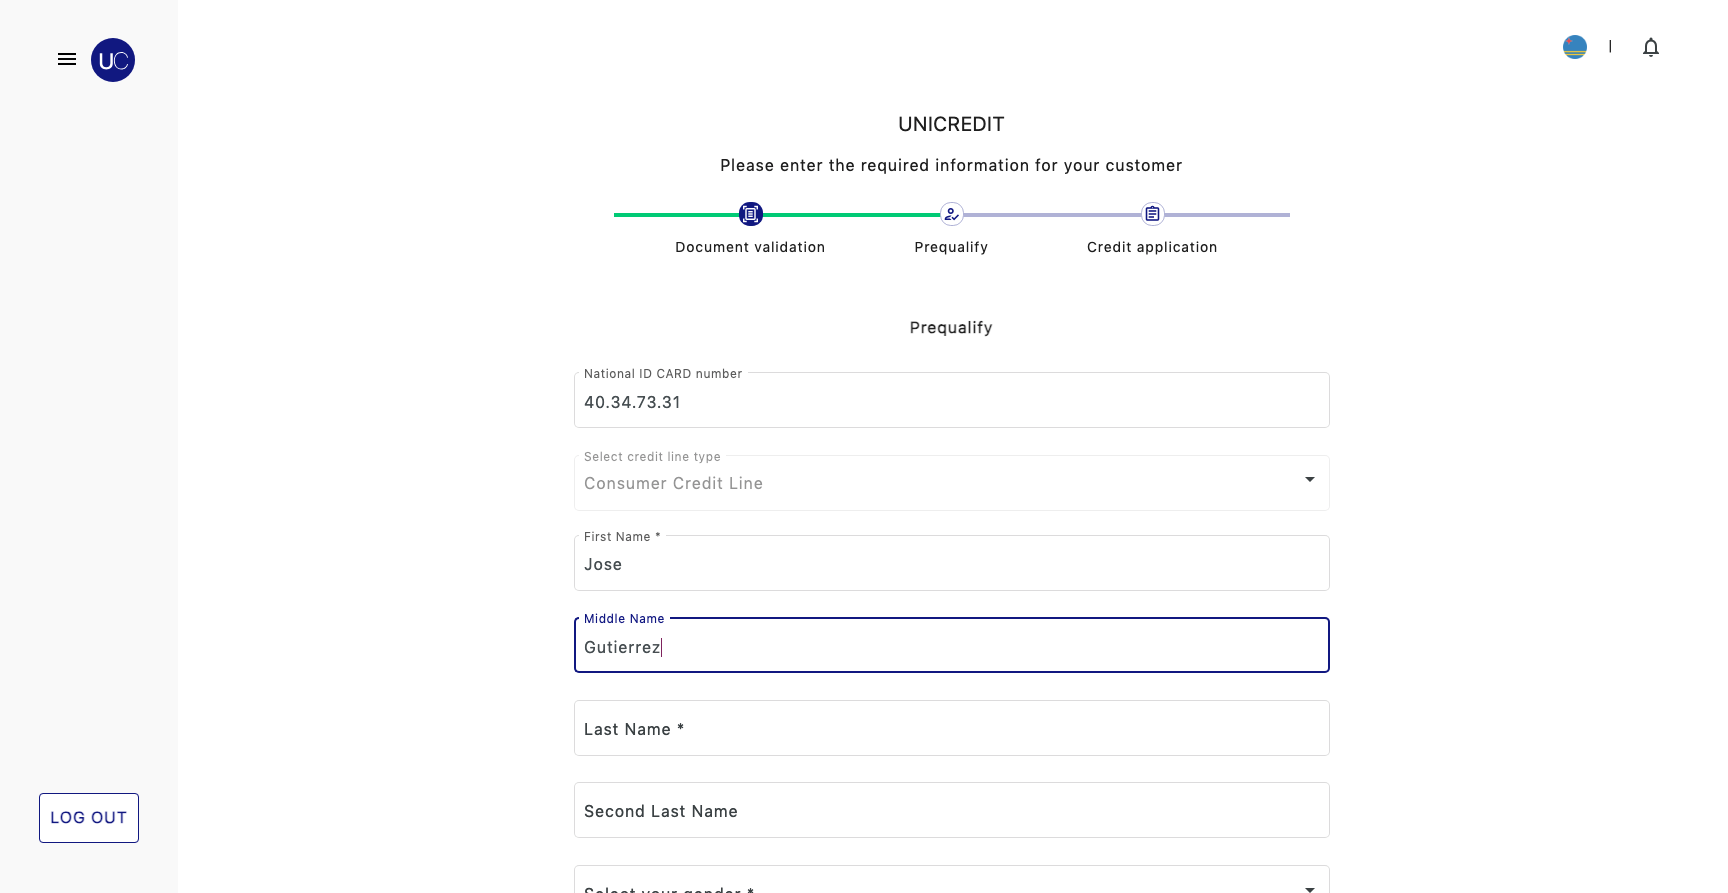 UC
UNICREDIT
Please enter the required information for your customer
Document validation
Prequalify
Credit application
Prequalify
National ID CARD number
40.34.73.31
Select credit line type
Consumer Credit Line
First Name *
Jose
Middle Name
Gutierrez
Last Name *
Second Last Name
Select your gender *
LOG OUT